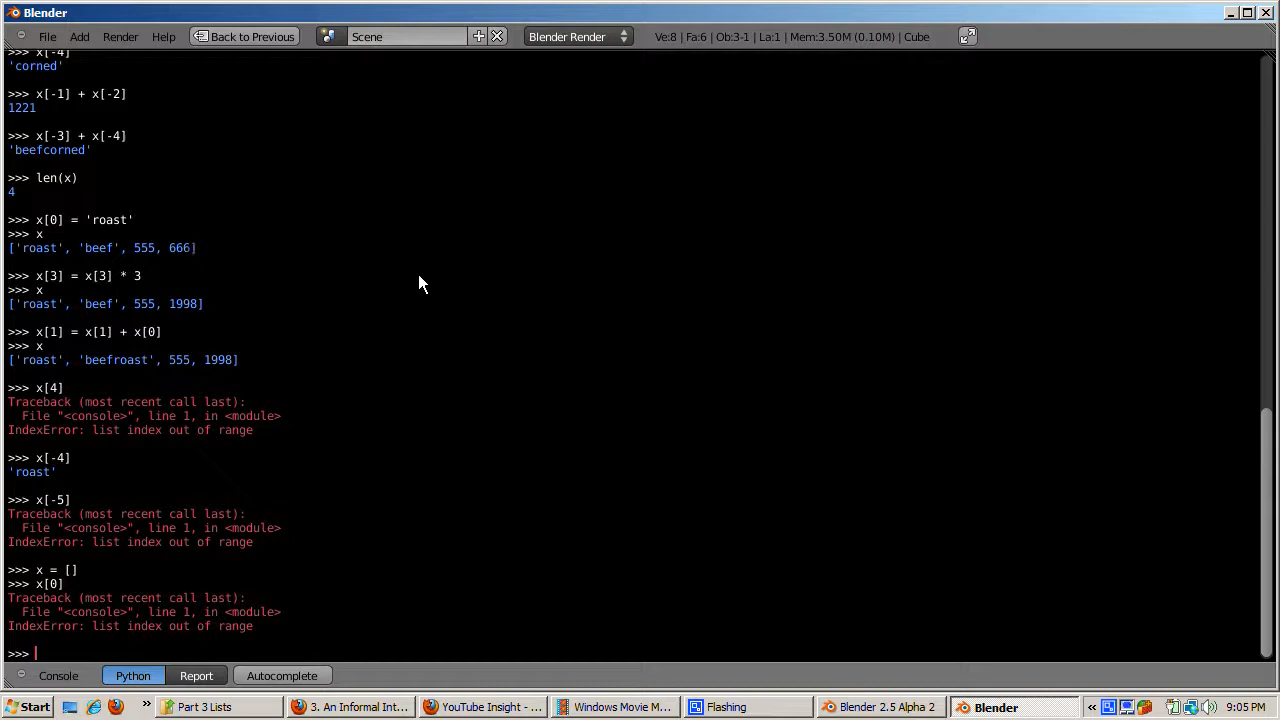 Blender
File Add Render Help Back to Previous Scene Blender Render Ve:8 | Fa:6 | Ob:3-1 | La:1 | Mem:3.50M (0.10M) | Cube
>>> x[-4]
'corned'
>>> x[-1] + x[-2]
1221
>>> x[-3] + x[-4]
'beefcorned'
>>> len(x)
4
>>> x[0] = 'roast'
>>> x
['roast', 'beef', 555, 666]
>>> x[3] = x[3] * 3
>>> x
['roast', 'beef', 555, 1998]
>>> x[1] = x[1] + x[0]
>>> x
['roast', 'beefroast', 555, 1998]
>>> x[4]
Traceback (most recent call last):
  File "<console>", line 1, in <module>
IndexError: list index out of range
>>> x[-4]
'roast'
>>> x[-5]
Traceback (most recent call last):
  File "<console>", line 1, in <module>
IndexError: list index out of range
>>> x = []
>>> x[0]
Traceback (most recent call last):
  File "<console>", line 1, in <module>
IndexError: list index out of range
>>>
Console Python Report Autocomplete
Start » Part 3 Lists 3. An Informal Int... YouTube Insight - ... Windows Movie M... Flashing Blender 2.5 Alpha 2 Blender « 9:05 PM